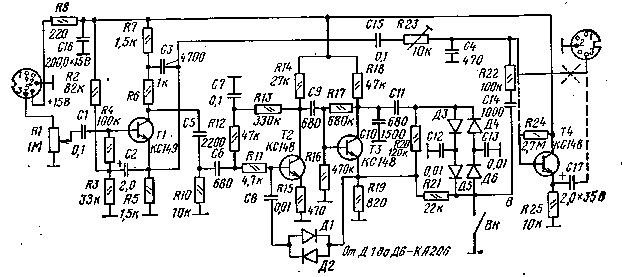 R8
220
C16
2000×15В
+15В
R7
1,5к
C3
4700
R2
82к
R6
1к
R4
100к
R1
1М
C1
0,1
T1
КС149
C2
2,0
R3
33к
R5
1,5к
C5
2200
R10
10к
C6
680
C7
0,1
R12
47к
R13
330к
R11
4,7к
C8
0,01
R14
27к
T2
КС148
R15
470
Д1
Д2
C9
680
R16
470к
R17
680к
R18
47к
C10
1500
T3
КС148
C11
680
R19
820
R20
120к
R21
22к
C12
0,01
Д3
Д4
C13
0,01
Д5
Д6
Вк
В
От Д1 до Д6-КА206
C15
0,1
R23
10к
C4
470
R22
100к
C14
1000
R24
2,7М
T4
КС148
C17
2,0×35В
R25
10к